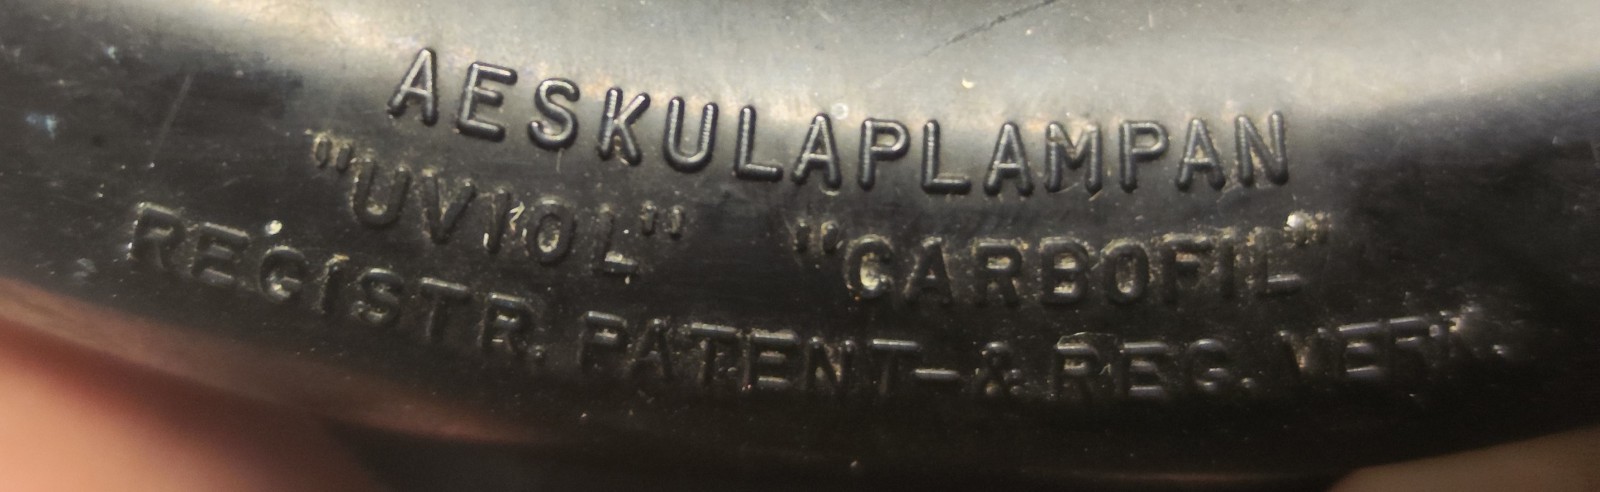 AESKULAPLAMPAN
"UVIOL" "CARBOFIL"
REGISTR. PATENT-& REG. VERK.